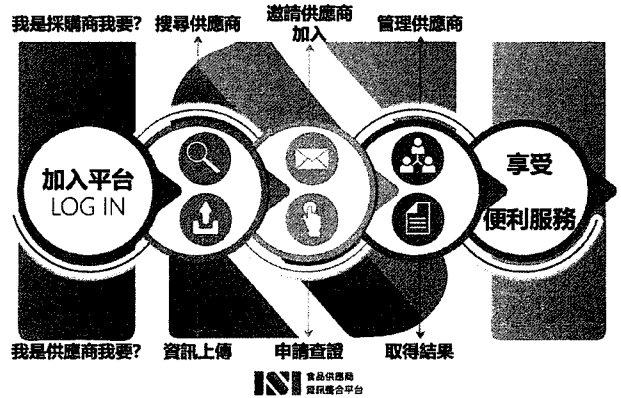 我是採購商我要?
搜尋供應商
邀請供應商
加入
管理供應商
加入平台
LOG IN
享受
便利服務
我是供應商我要?
資訊上傳
申請查證
取得結果
ISI 食品供應商
資訊整合平台